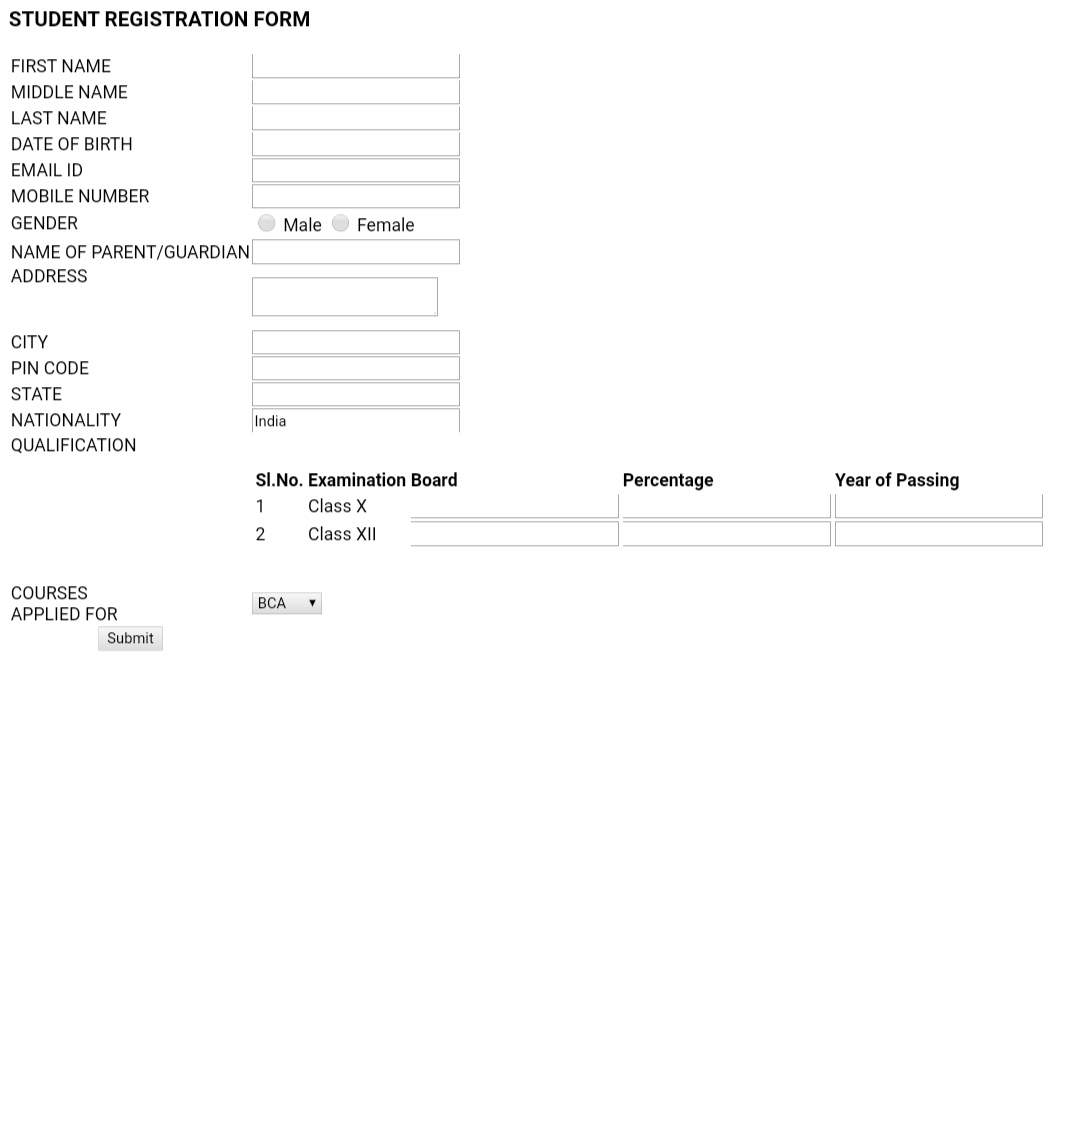 STUDENT REGISTRATION FORM
FIRST NAME
MIDDLE NAME
LAST NAME
DATE OF BIRTH
EMAIL ID
MOBILE NUMBER
GENDER Male Female
NAME OF PARENT/GUARDIAN
ADDRESS
CITY
PIN CODE
STATE
NATIONALITY India
QUALIFICATION
Sl.No. Examination Board Percentage Year of Passing
1 Class X
2 Class XII
COURSES
APPLIED FOR BCA
Submit